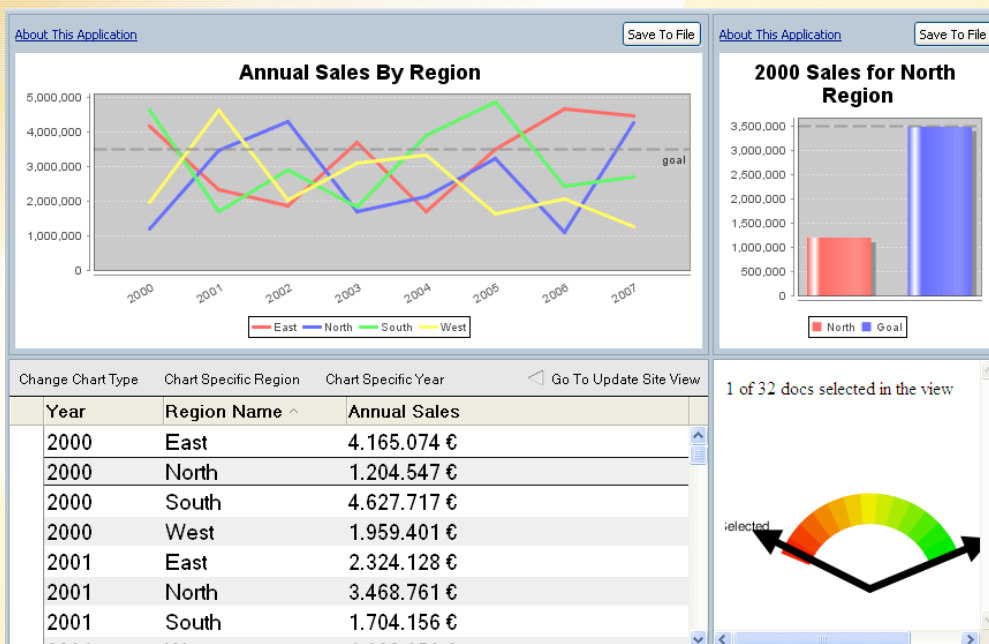 About This Application
Save To File
Annual Sales By Region
5,000,000
4,000,000
3,000,000
2,000,000
1,000,000
0
goal
2000 2001 2002 2003 2004 2005 2006 2007
East North South West
About This Application
Save To File
2000 Sales for North
Region
3,500,000
3,000,000
2,500,000
2,000,000
1,500,000
1,000,000
500,000
0
North Goal
Change Chart Type Chart Specific Region Chart Specific Year Go To Update Site View
Year Region Name Annual Sales
2000 East 4.165.074 €
2000 North 1.204.547 €
2000 South 4.627.717 €
2000 West 1.959.401 €
2001 East 2.324.128 €
2001 North 3.468.761 €
2001 South 1.704.156 €
1 of 32 docs selected in the view
Selected